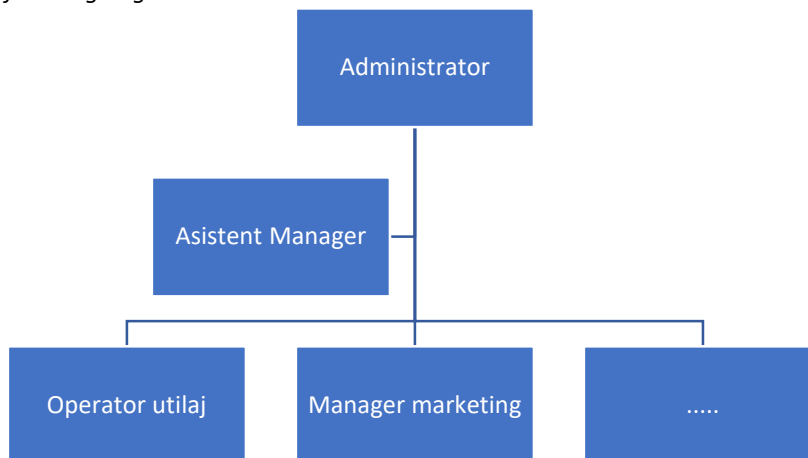 Administrator
Asistent Manager
Operator utilaj
Manager marketing
.....